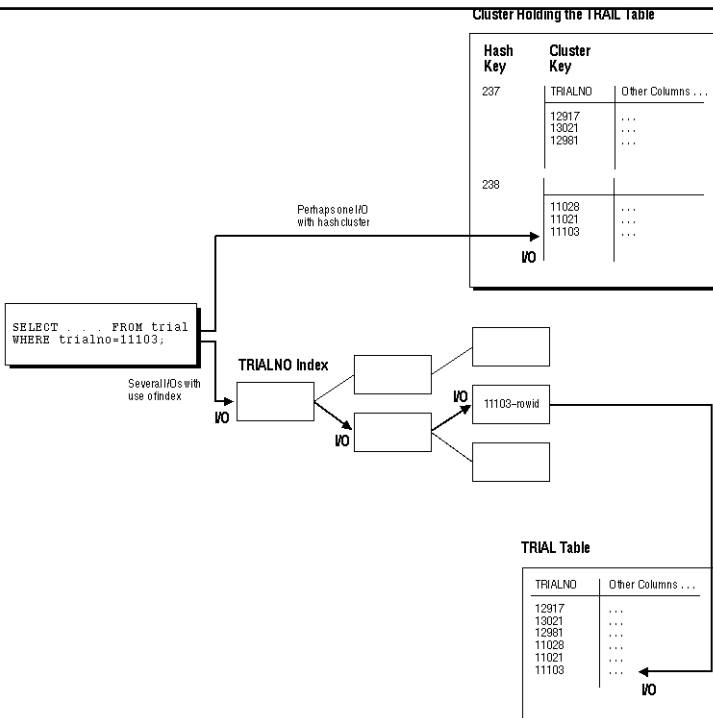 Cluster Holding the TRAIL Table
Hash Key
Cluster Key
237
TRIALNO Other Columns . . .
12917 . . .
13021 . . .
12981 . . .
238
11028 . . .
11021 . . .
11103 . . .
I/O
Perhaps one I/O
with hash cluster
SELECT . . . FROM trial
WHERE trialno=11103;
Several I/Os with
use of index
I/O
TRIALNO Index
I/O
I/O
11103–rowid
TRIAL Table
TRIALNO Other Columns . . .
12917 . . .
13021 . . .
12981 . . .
11028 . . .
11021 . . .
11103 . . .
I/O